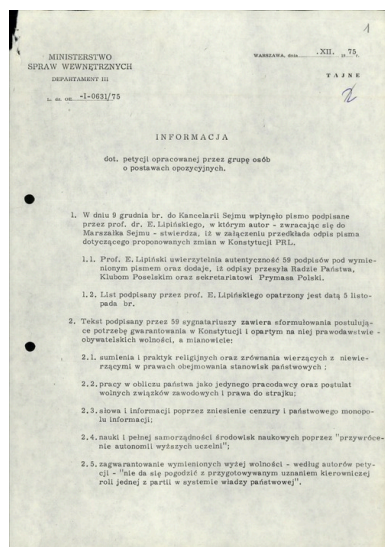 1
MINISTERSTWO
SPRAW WEWNĘTRZNYCH
DEPARTAMENT III
WARSZAWA, dnia .XII. 1975 r.
TAJNE
L. dz. OK -I-0631/75
INFORMACJA
dot. petycji opracowanej przez grupę osób
o postawach opozycyjnych.
1. W dniu 9 grudnia br. do Kancelarii Sejmu wpłynęło pismo podpisane
przez prof. dr. E. Lipińskiego, w którym autor - zwracając się do
Marszałka Sejmu - stwierdza, iż w załączeniu przedkłada odpis pisma
dotyczącego proponowanych zmian w Konstytucji PRL.
1.1. Prof. E. Lipiński uwierzytelnia autentyczność 59 podpisów pod wymie-
nionym pismem oraz dodaje, iż odpisy przesyła Radzie Państwa,
Klubom Poselskim oraz sekretariatowi Prymasa Polski.
1.2. List podpisany przez prof. E. Lipińskiego opatrzony jest datą 5 listo-
pada br.
2. Tekst podpisany przez 59 sygnatariuszy zawiera sformułowania postulują-
ce potrzebę gwarantowania w Konstytucji i opartym na niej prawodawstwie -
obywatelskich wolności, a mianowicie:
2.1. sumienia i praktyk religijnych oraz zrównania wierzących z niewie-
rzącymi w prawach obejmowania stanowisk państwowych ;
2.2. pracy w obliczu państwa jako jedynego pracodawcy oraz postulat
wolnych związków zawodowych i prawa do strajku;
2.3. słowa i informacji poprzez zniesienie cenzury i państwowego monopo-
lu informacji;
2.4. nauki i pełnej samorządności środowisk naukowych poprzez "przywróce-
nie autonomii wyższych uczelni";
2.5. zagwarantowanie wymienionych wyżej wolności - według autorów pety-
cji - "nie da się pogodzić z przygotowywanym uznaniem kierowniczej
roli jednej z partii w systemie władzy państwowej".